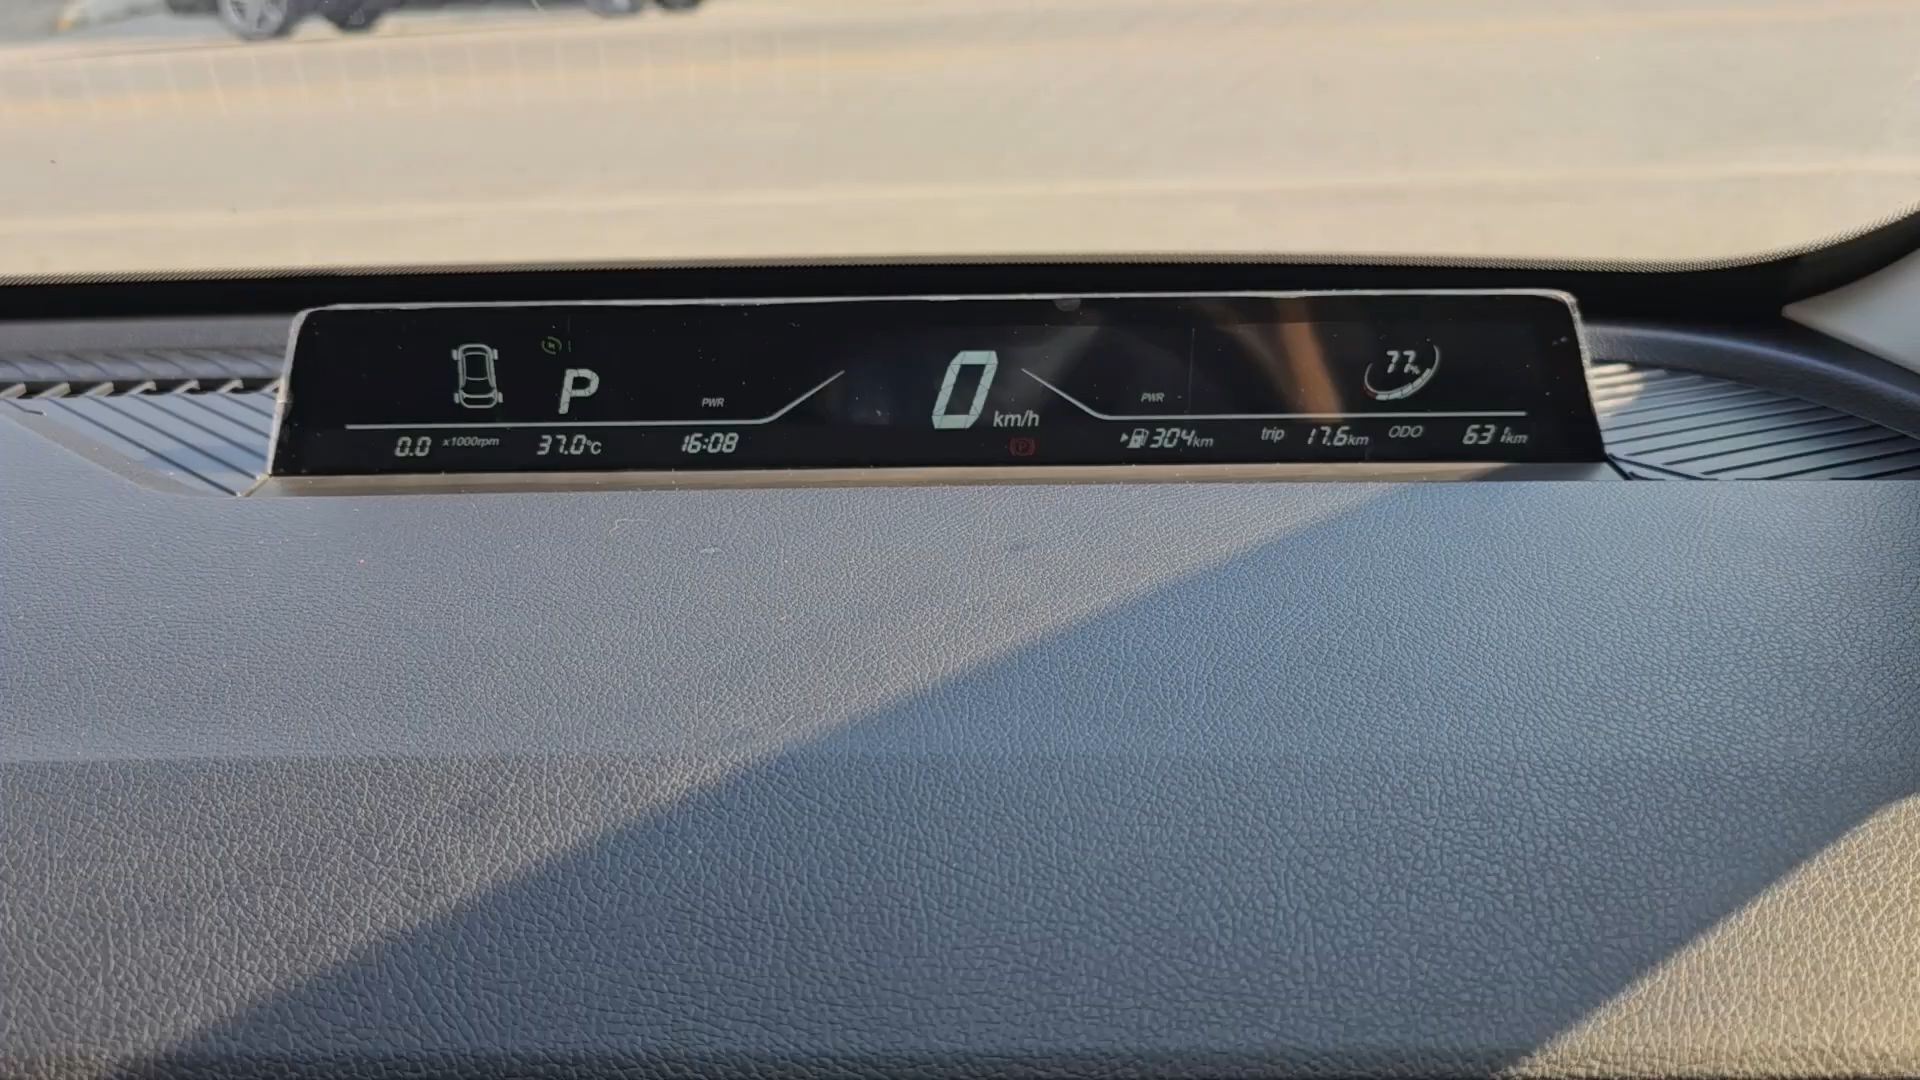 P
PWR
0 km/h
PWR
77%
0.0 x1000rpm
37.0°C
16:08
304km
trip 17.6km
ODO 631km